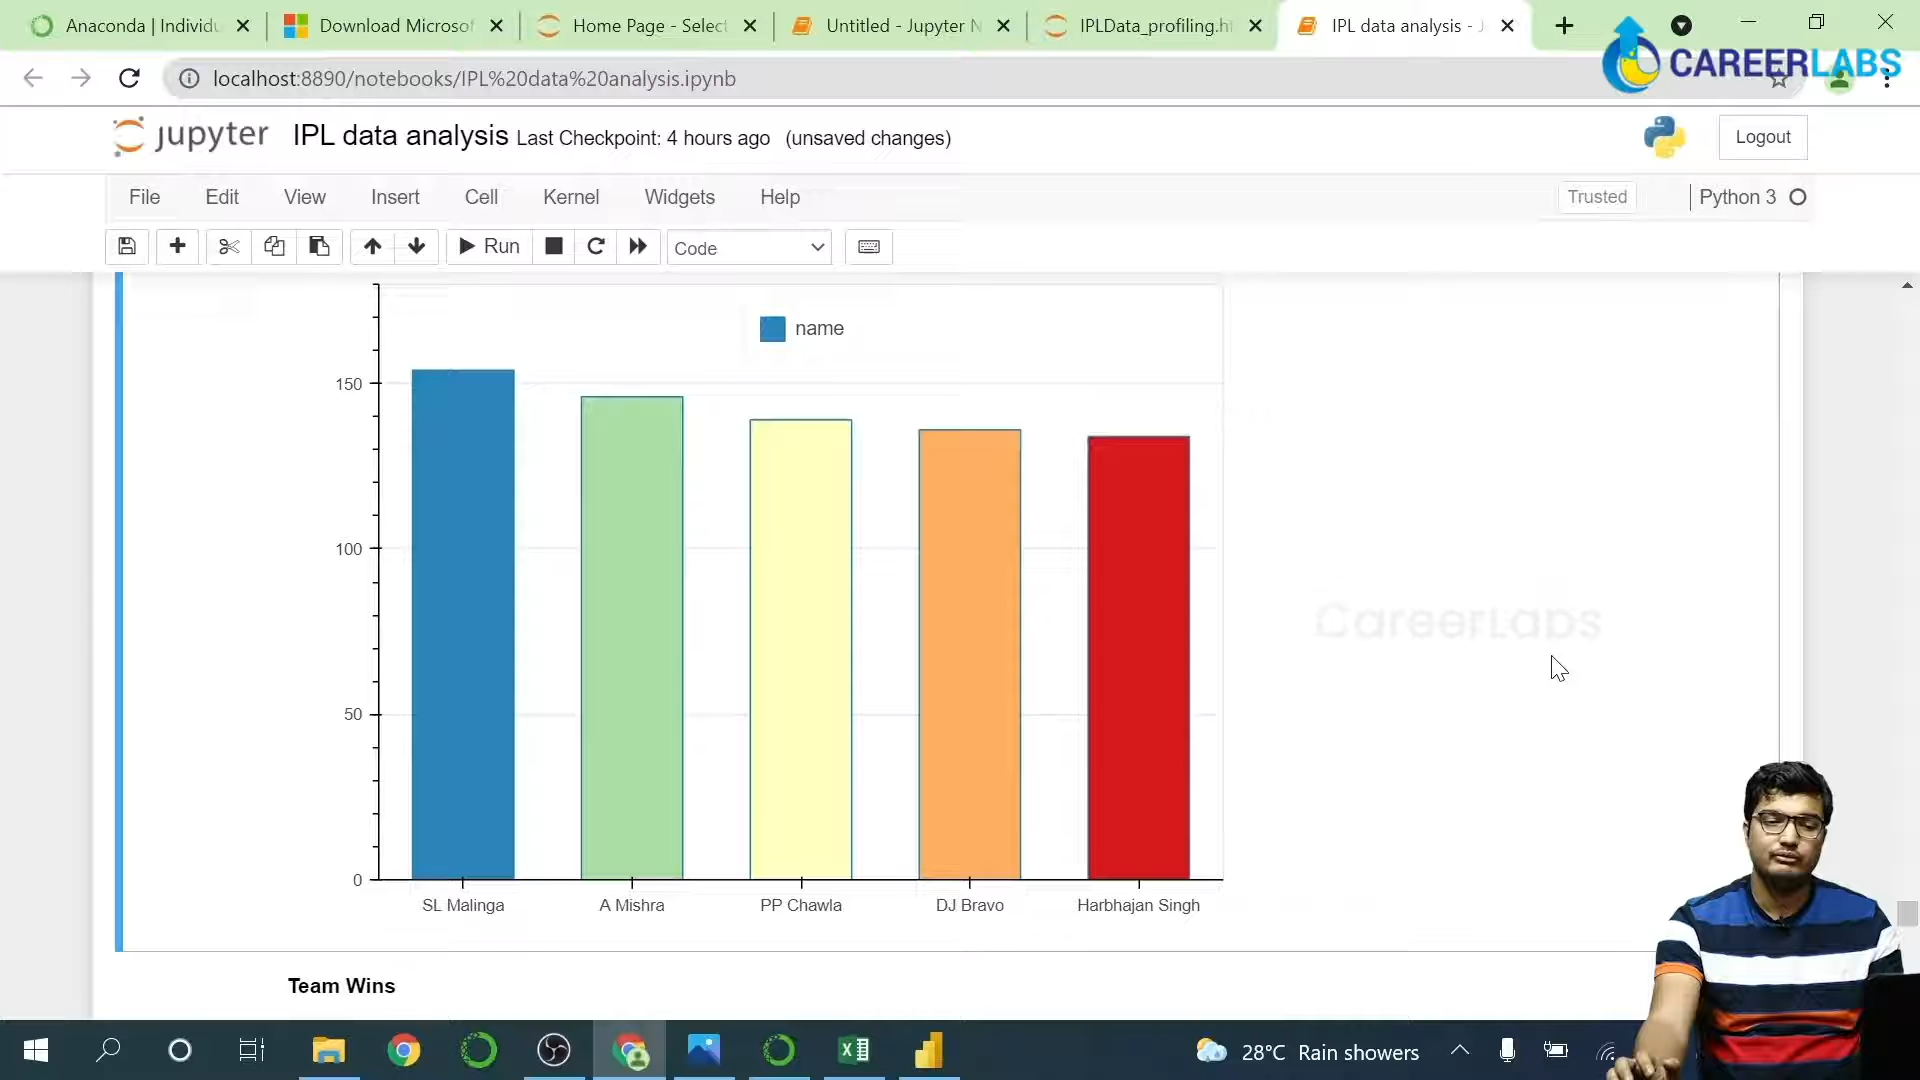 Anaconda | Individu
Download Microsof
Home Page - Select
Untitled - Jupyter N
IPLData_profiling.ht
IPL data analysis - J
CAREERLABS
localhost:8890/notebooks/IPL%20data%20analysis.ipynb
jupyter IPL data analysis Last Checkpoint: 4 hours ago (unsaved changes)
Logout
File Edit View Insert Cell Kernel Widgets Help
Trusted
Python 3
Run
Code
name
150
100
50
0
SL Malinga
A Mishra
PP Chawla
DJ Bravo
Harbhajan Singh
CareerLabs
Team Wins
28°C Rain showers